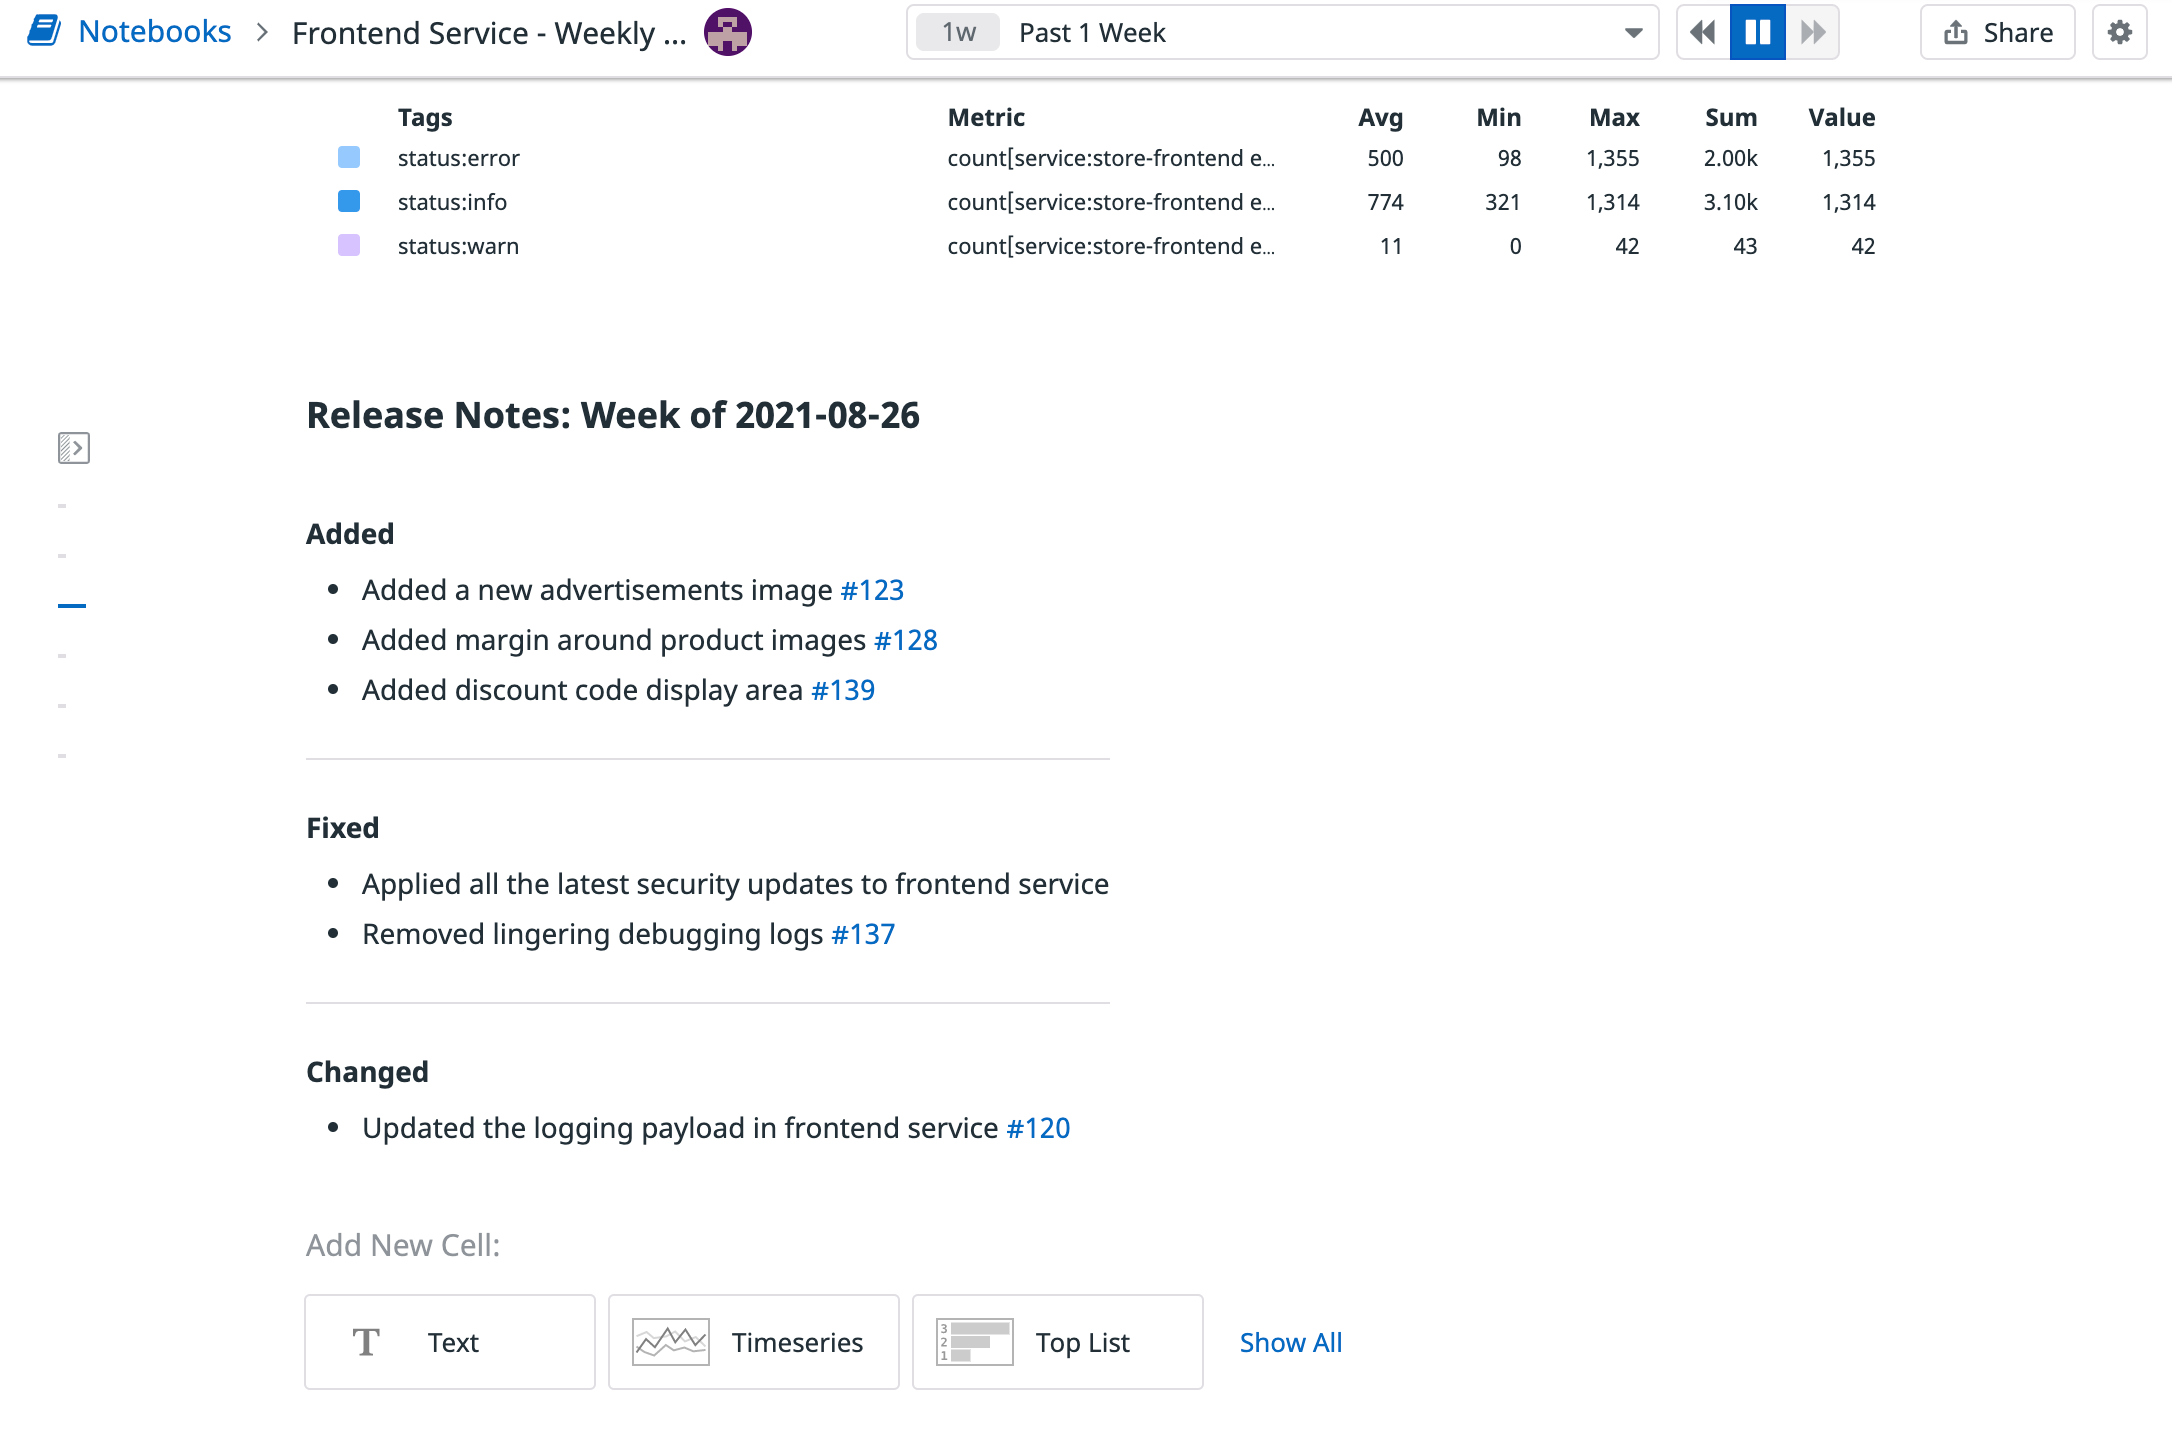 Notebooks > Frontend Service - Weekly ... 1w Past 1 Week Share
Tags Metric Avg Min Max Sum Value
status:error count[service:store-frontend e... 500 98 1,355 2.00k 1,355
status:info count[service:store-frontend e... 774 321 1,314 3.10k 1,314
status:warn count[service:store-frontend e... 11 0 42 43 42
Release Notes: Week of 2021-08-26
Added
• Added a new advertisements image #123
• Added margin around product images #128
• Added discount code display area #139
Fixed
• Applied all the latest security updates to frontend service
• Removed lingering debugging logs #137
Changed
• Updated the logging payload in frontend service #120
Add New Cell:
T Text Timeseries 3 2 1 Top List Show All